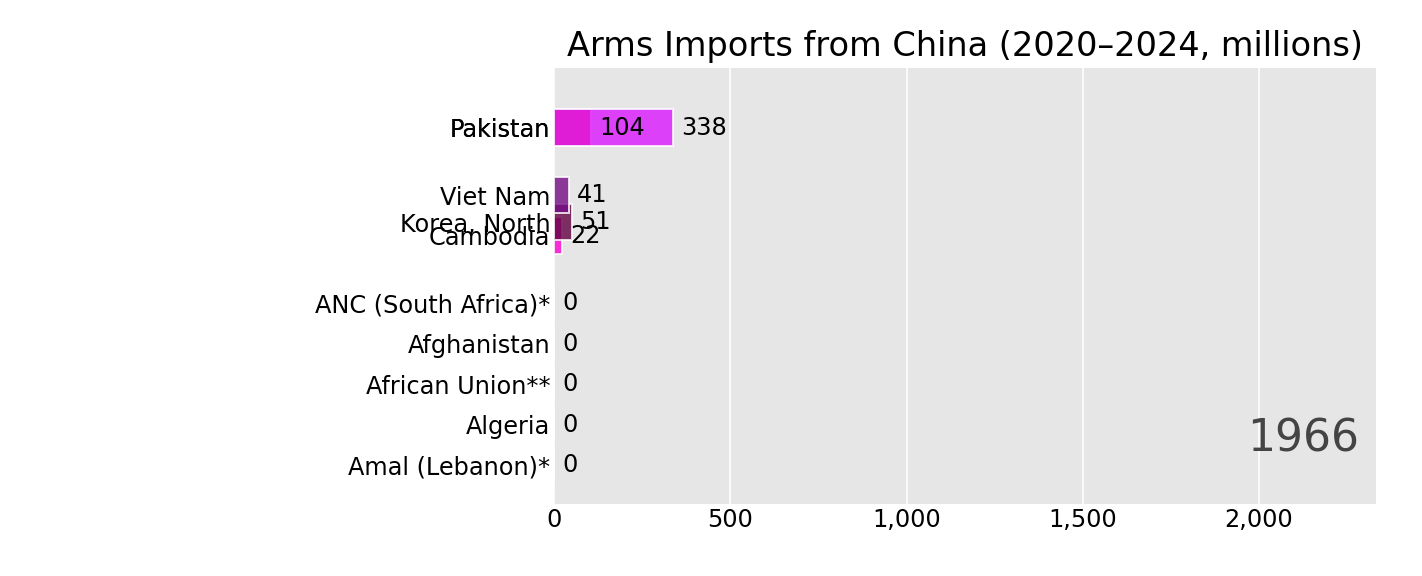 Arms Imports from China (2020–2024, millions)
Pakistan 104 338
Viet Nam 41
Korea, North 51
Cambodia 22
ANC (South Africa)* 0
Afghanistan 0
African Union** 0
Algeria 0
1966
Amal (Lebanon)* 0
0 500 1,000 1,500 2,000